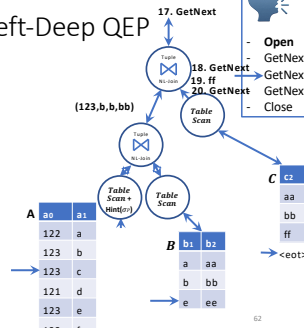 17. GetNext
eft-Deep QEP
Tuple
NL-Join
18. GetNext
19. ff
20. GetNext
- Open
- GetNex
GetNex
- GetNex
- Close
(123,b,b,bb)
Table
Scan
Tuple
NL-Join
Table
Scan +
Table
Scan
C
c2
aa
bb
ff
<eot>
A
a0 a1
122 a
123 b
123 c
121 d
123 e
B
b1 b2
a aa
b bb
e ee
62